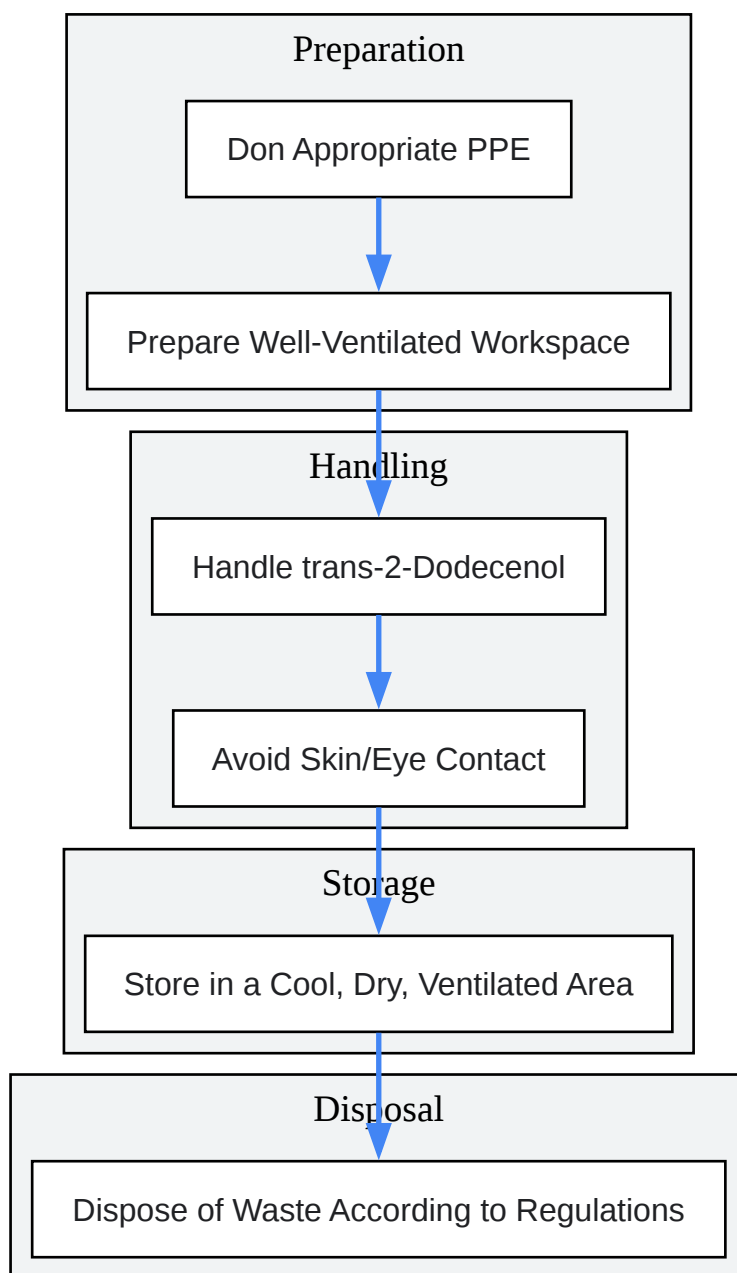 Preparation
Don Appropriate PPE
Prepare Well-Ventilated Workspace
Handling
Handle trans-2-Dodecenol
Avoid Skin/Eye Contact
Storage
Store in a Cool, Dry, Ventilated Area
Disposal
Dispose of Waste According to Regulations